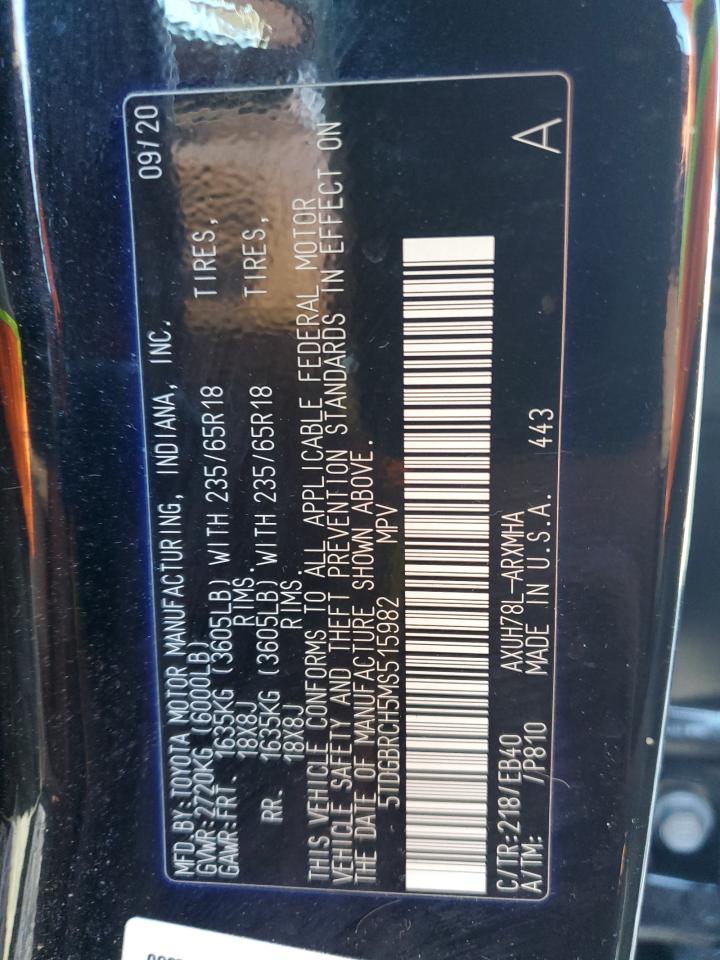 MFD.BY:TOYOTA MOTOR MANUFACTURING, INDIANA, INC. 09/20
GVWR:2720KG (6000LB)
GAWR:FRT. 1635KG (3605LB) WITH 235/65R18 TIRES,
18X8J RIMS.
RR. 1635KG (3605LB) WITH 235/65R18 TIRES,
18X8J RIMS
THIS VEHICLE CONFORMS TO ALL APPLICABLE FEDERAL MOTOR
VEHICLE SAFETY AND THEFT PREVENTION STANDARDS IN EFFECT ON
THE DATE OF MANUFACTURE SHOWN ABOVE.
5TDGBRCH5MS515982 MPV
C/TR:218/EB40 AXUH78L-ARXMHA
A/TM: /P810 MADE IN U.S.A. 443 A